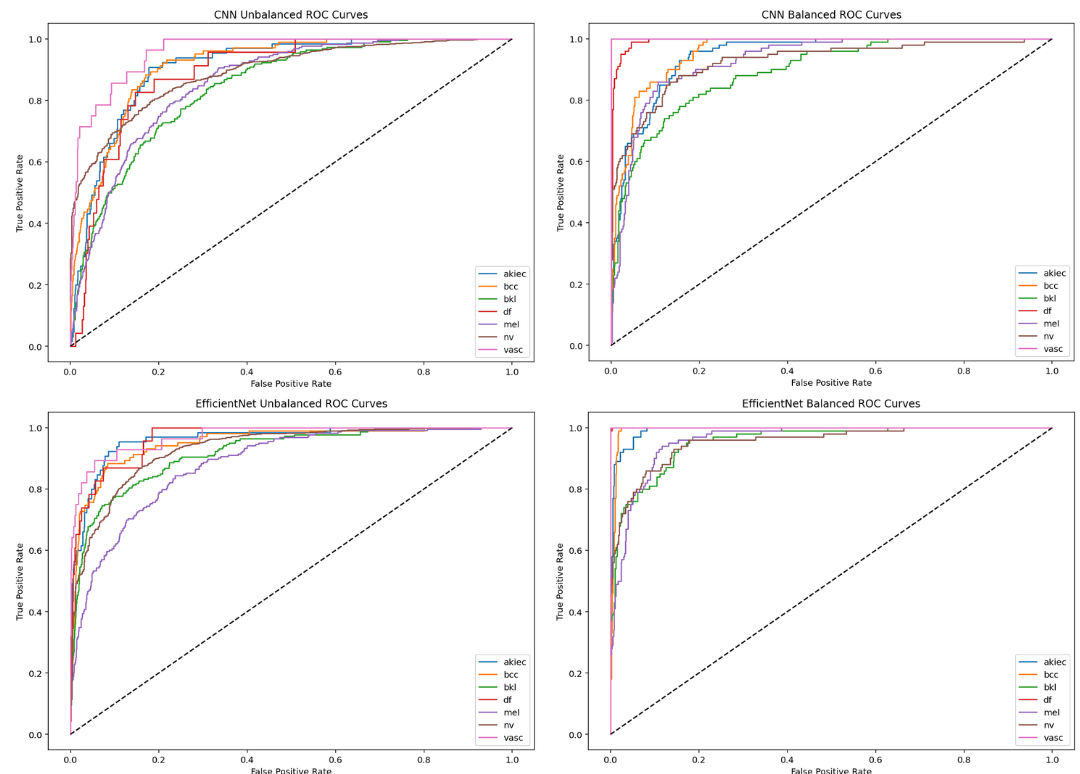 CNN Unbalanced ROC Curves
True Positive Rate
1.0
0.8
0.6
0.4
0.2
0.0
0.0 0.2 0.4 0.6 0.8 1.0
False Positive Rate
akiec
bcc
bkl
df
mel
nv
vasc
CNN Balanced ROC Curves
True Positive Rate
1.0
0.8
0.6
0.4
0.2
0.0
0.0 0.2 0.4 0.6 0.8 1.0
False Positive Rate
akiec
bcc
bkl
df
mel
nv
vasc
EfficientNet Unbalanced ROC Curves
True Positive Rate
1.0
0.8
0.6
0.4
0.2
0.0
0.0 0.2 0.4 0.6 0.8 1.0
False Positive Rate
akiec
bcc
bkl
df
mel
nv
vasc
EfficientNet Balanced ROC Curves
True Positive Rate
1.0
0.8
0.6
0.4
0.2
0.0
0.0 0.2 0.4 0.6 0.8 1.0
False Positive Rate
akiec
bcc
bkl
df
mel
nv
vasc